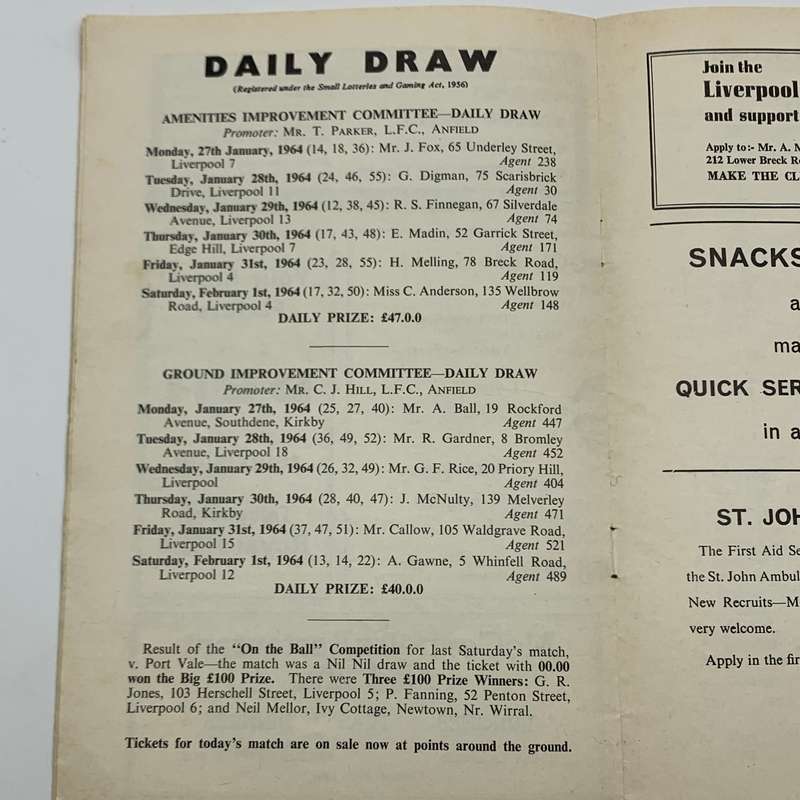 DAILY DRAW
(Registered under the Small Lotteries and Gaming Act, 1956)
AMENITIES IMPROVEMENT COMMITTEE—DAILY DRAW
Promoter: MR. T. PARKER, L.F.C., ANFIELD
Monday, 27th January, 1964 (14, 18, 36): Mr. J. Fox, 65 Underley Street,
Liverpool 7 Agent 238
Tuesday, January 28th, 1964 (24, 46, 55): G. Digman, 75 Scarisbrick
Drive, Liverpool 11 Agent 30
Wednesday, January 29th, 1964 (12, 38, 45): R. S. Finnegan, 67 Silverdale
Avenue, Liverpool 13 Agent 74
Thursday, January 30th, 1964 (17, 43, 48): E. Madin, 52 Garrick Street,
Edge Hill, Liverpool 7 Agent 171
Friday, January 31st, 1964 (23, 28, 55): H. Melling, 78 Breck Road,
Liverpool 4 Agent 119
Saturday, February 1st, 1964 (17, 32, 50): Miss C. Anderson, 135 Wellbrow
Road, Liverpool 4 Agent 148
DAILY PRIZE: £47.0.0
GROUND IMPROVEMENT COMMITTEE—DAILY DRAW
Promoter: MR. C. J. HILL, L.F.C., ANFIELD
Monday, January 27th, 1964 (25, 27, 40): Mr. A. Ball, 19 Rockford
Avenue, Southdene, Kirkby Agent 447
Tuesday, January 28th, 1964 (36, 49, 52): Mr. R. Gardner, 8 Bromley
Avenue, Liverpool 18 Agent 452
Wednesday, January 29th, 1964 (26, 32, 49): Mr. G. F. Rice, 20 Priory Hill,
Liverpool Agent 404
Thursday, January 30th, 1964 (28, 40, 47): J. McNulty, 139 Melverley
Road, Kirkby Agent 471
Friday, January 31st, 1964 (37, 47, 51): Mr. Callow, 105 Waldgrave Road,
Liverpool 15 Agent 521
Saturday, February 1st, 1964 (13, 14, 22): A. Gawne, 5 Whinfell Road,
Liverpool 12 Agent 489
DAILY PRIZE: £40.0.0
Result of the "On the Ball" Competition for last Saturday's match,
v. Port Vale—the match was a Nil Nil draw and the ticket with 00.00
won the Big £100 Prize. There were Three £100 Prize Winners: G. R.
Jones, 103 Herschell Street, Liverpool 5; P. Fanning, 52 Penton Street,
Liverpool 6; and Neil Mellor, Ivy Cottage, Newtown, Nr. Wirral.
Tickets for today's match are on sale now at points around the ground.
Join the
Liverpool
and support
Apply to:- Mr. A.
212 Lower Breck
MAKE THE
SNACKS
QUICK
in a
ST.
The First Aid
the St. John
New Recruits—
very welcome.
Apply in the